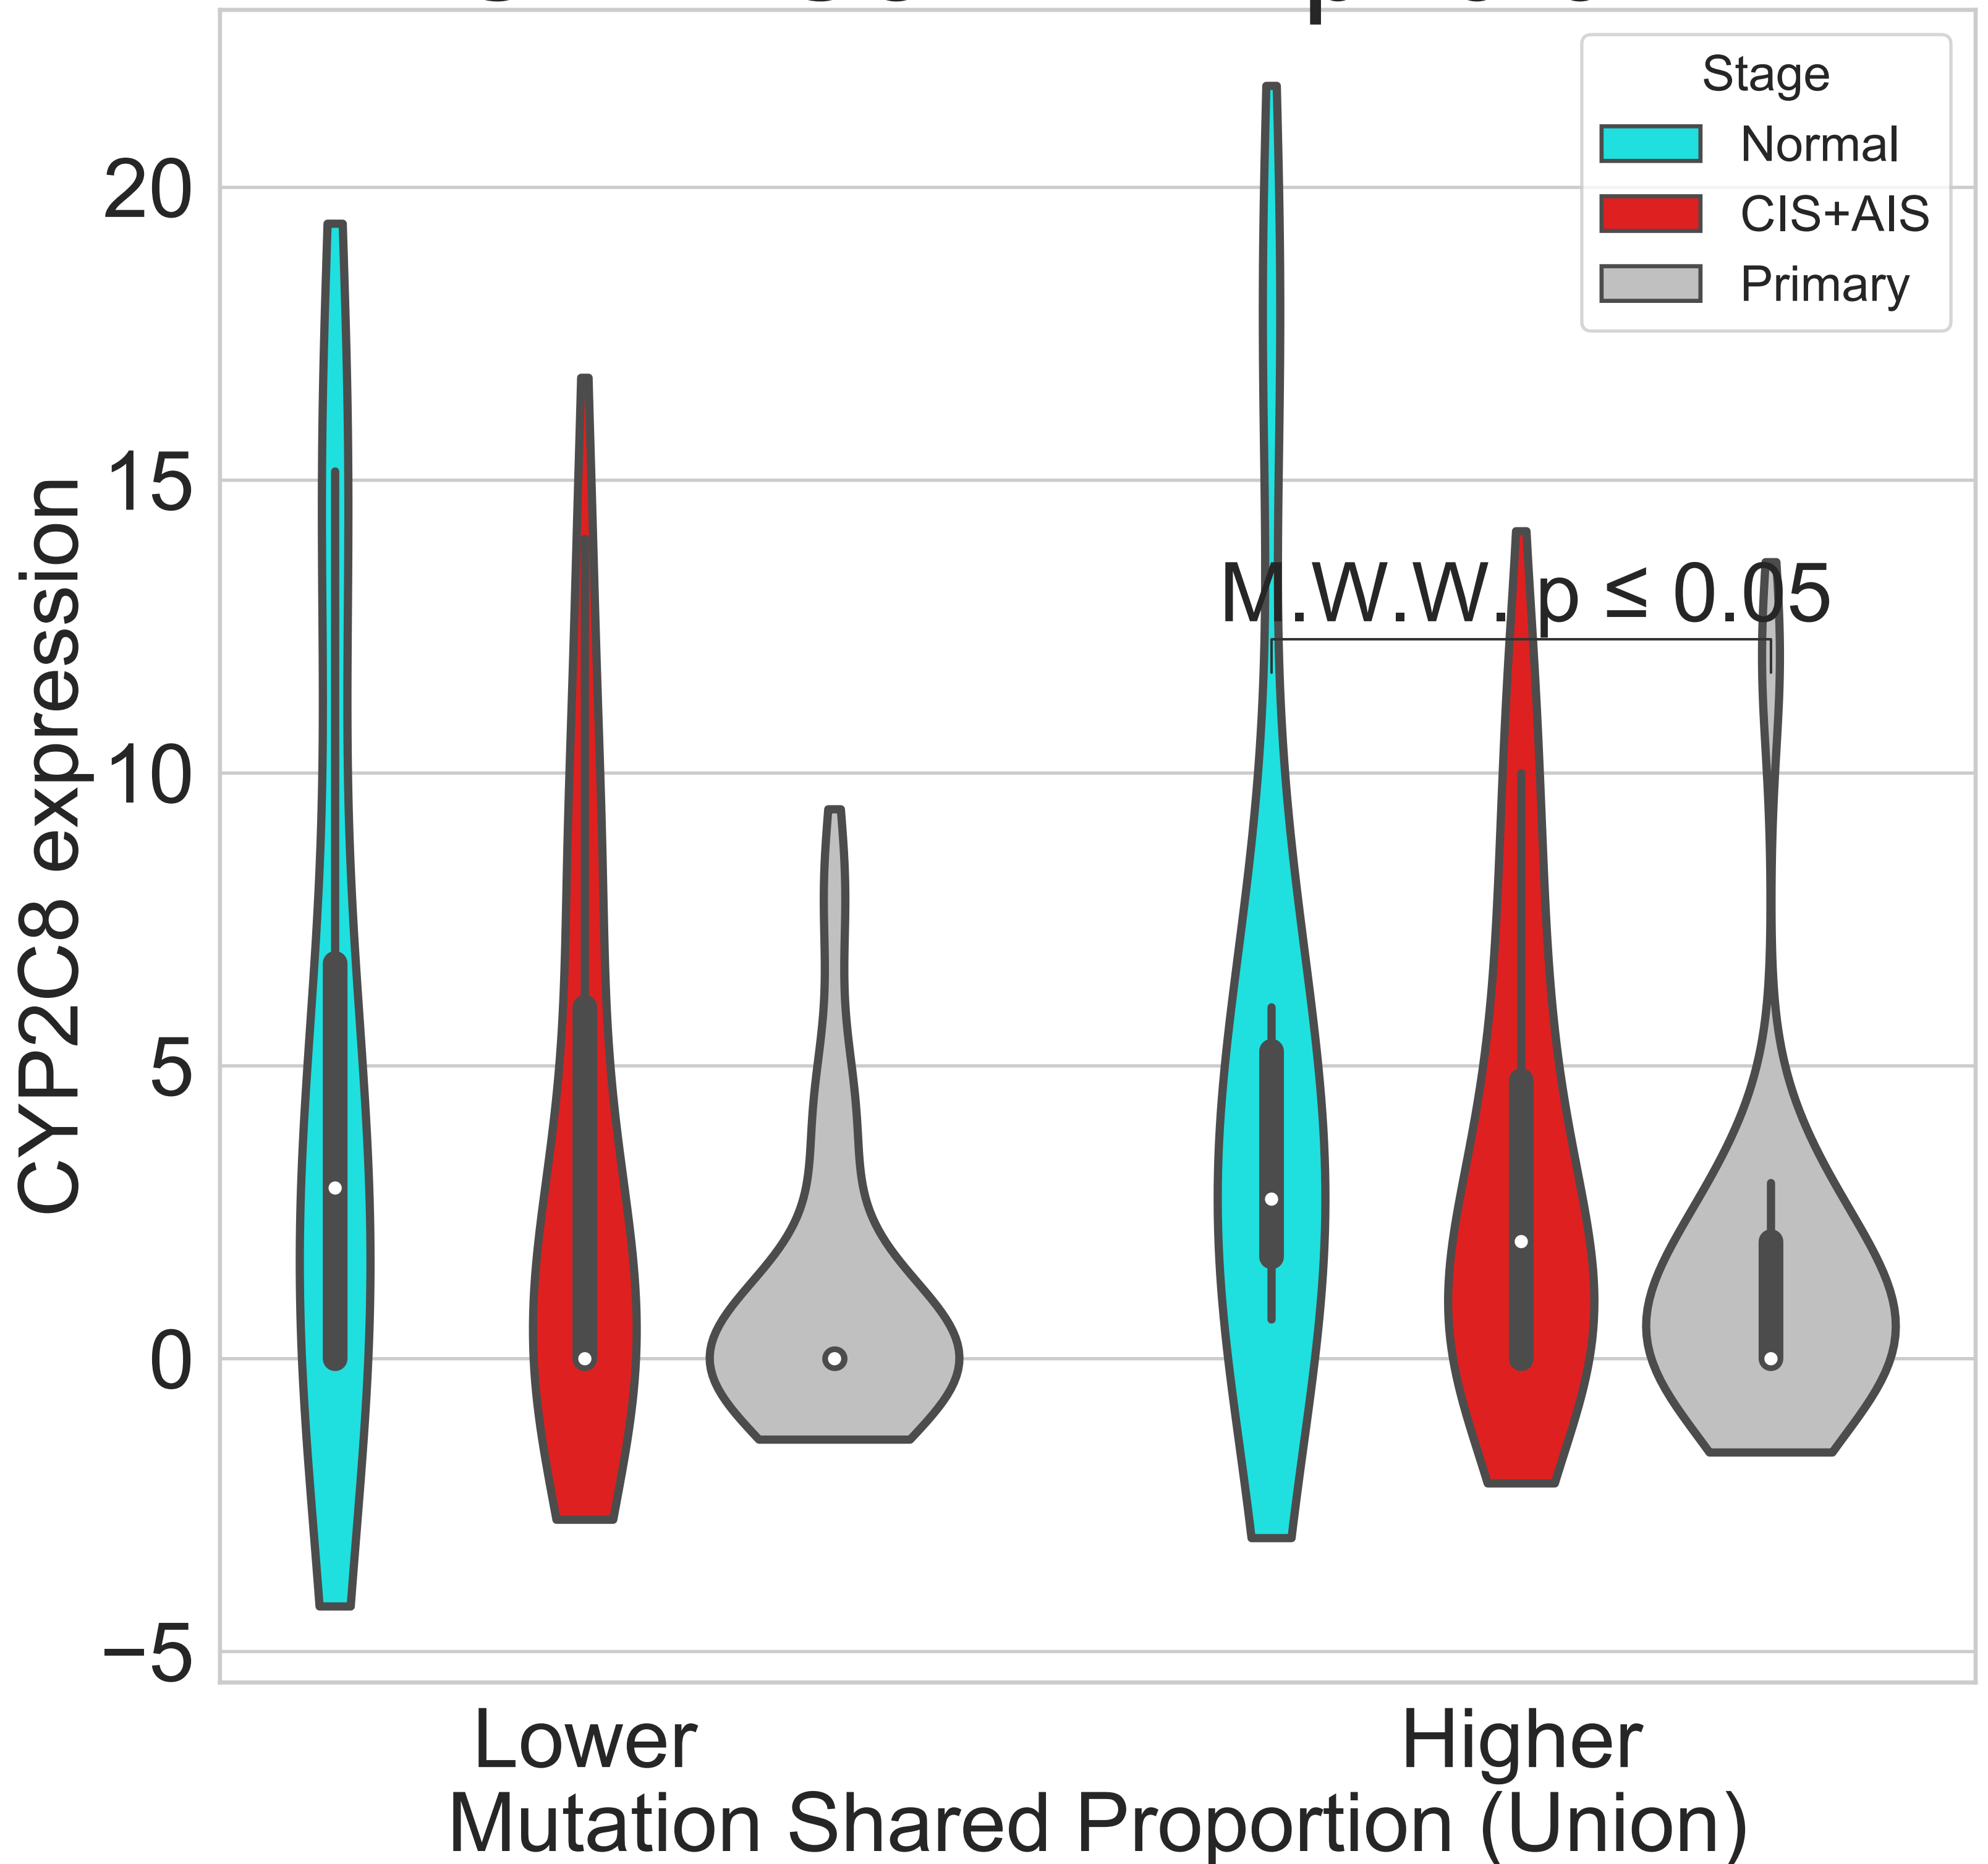 Stage
Normal
CIS+AIS
Primary
20
15
10
5
0
−5
CYP2C8 expression
M.W.W. p ≤ 0.05
Lower
Higher
Mutation Shared Proportion (Union)